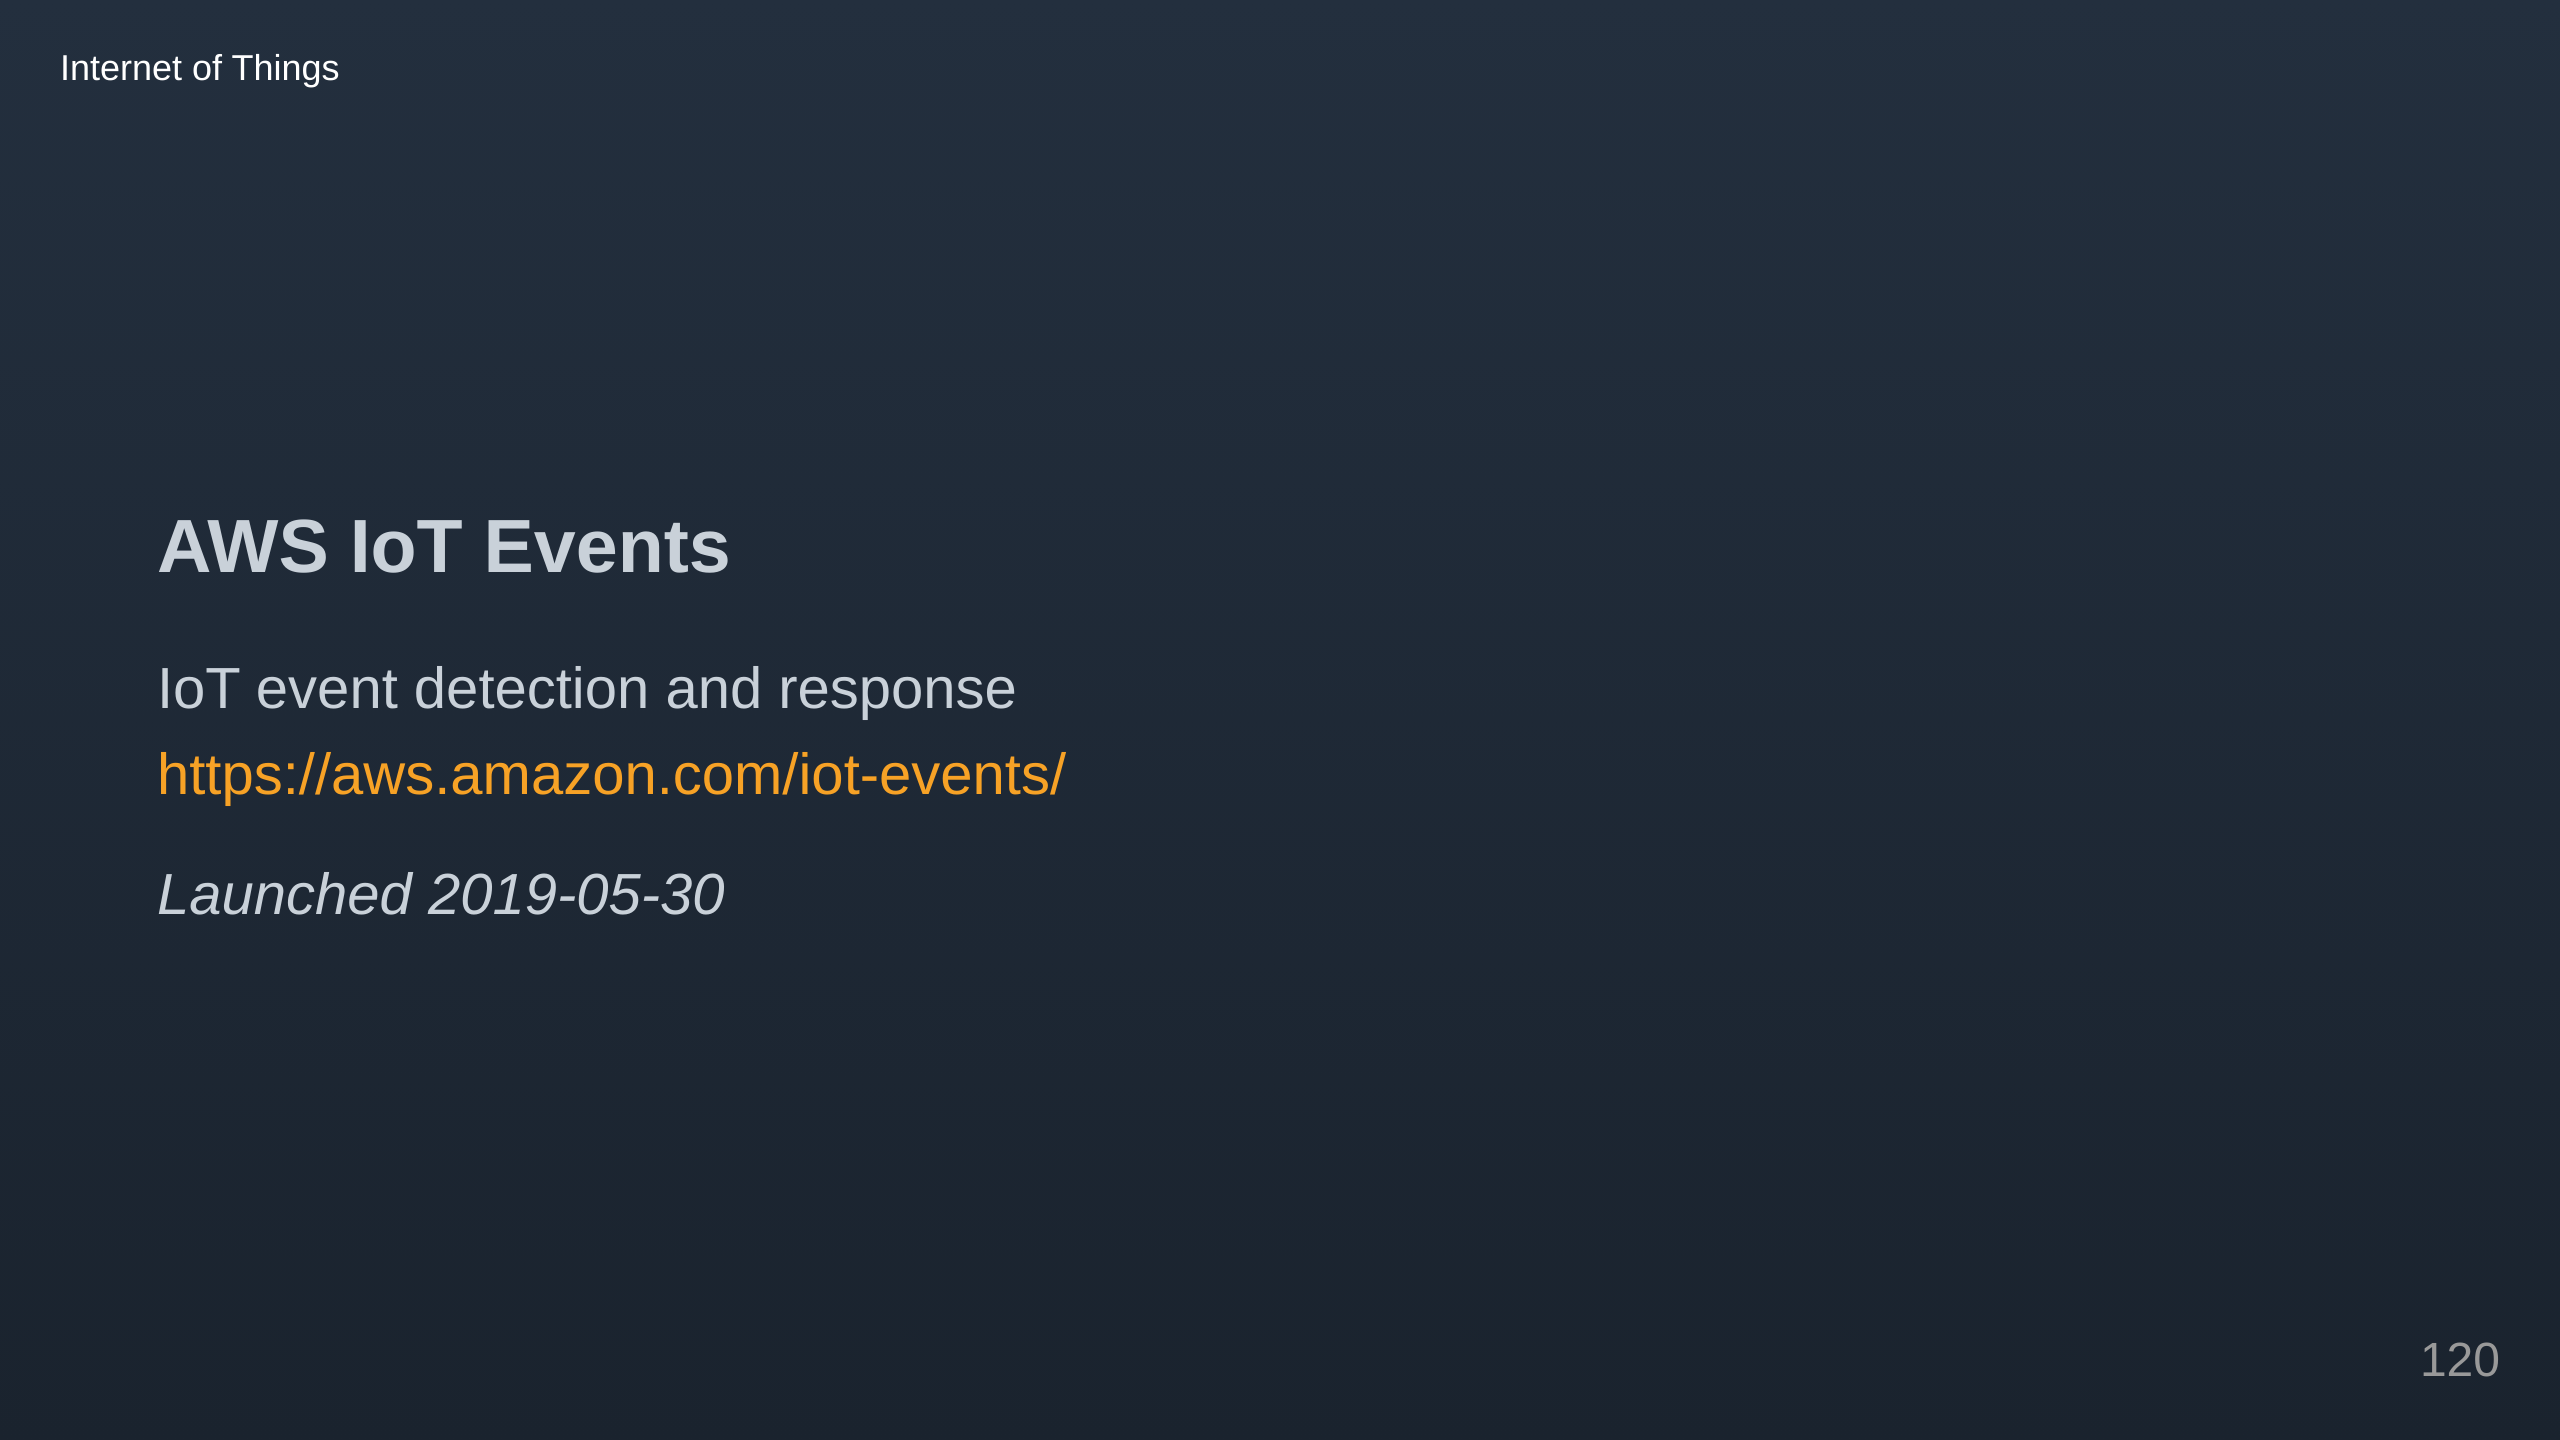 Internet of Things
AWS IoT Events
IoT event detection and response
https://aws.amazon.com/iot-events/
Launched 2019-05-30
120